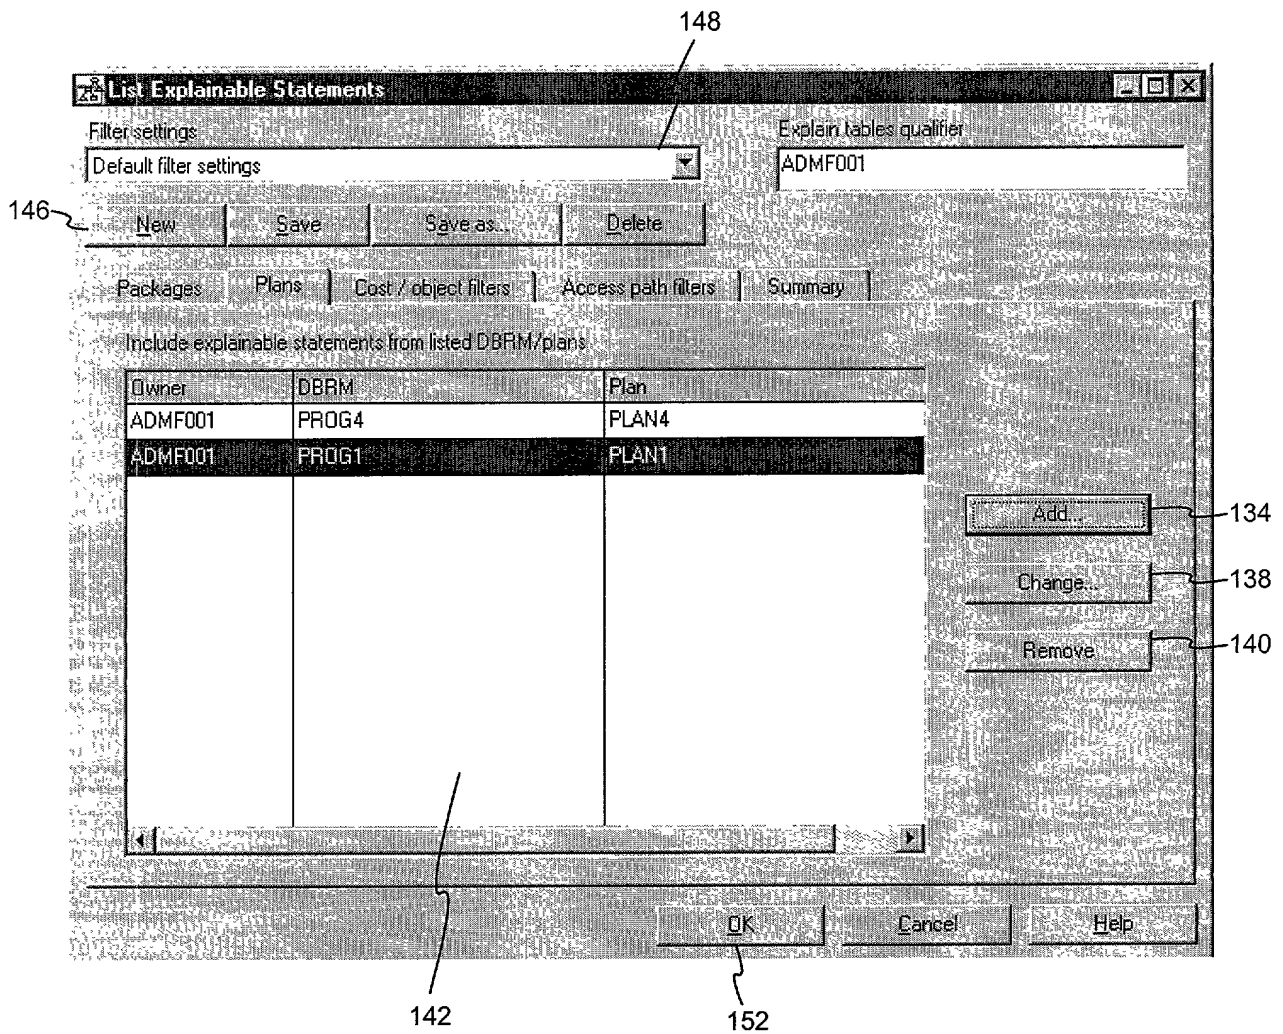 148
List Explainable Statements
Filter settings
Explain tables qualifier
Default filter settings
ADMF001
146
New Save Save as... Delete
Packages Plans Cost / object filters Access path filters Summary
Include explainable statements from listed DBRM/plans
Owner DBRM Plan
ADMF001 PROG4 PLAN4
ADMF001 PROG1 PLAN1
Add... 134
Change... 138
Remove 140
OK Cancel Help
142
152